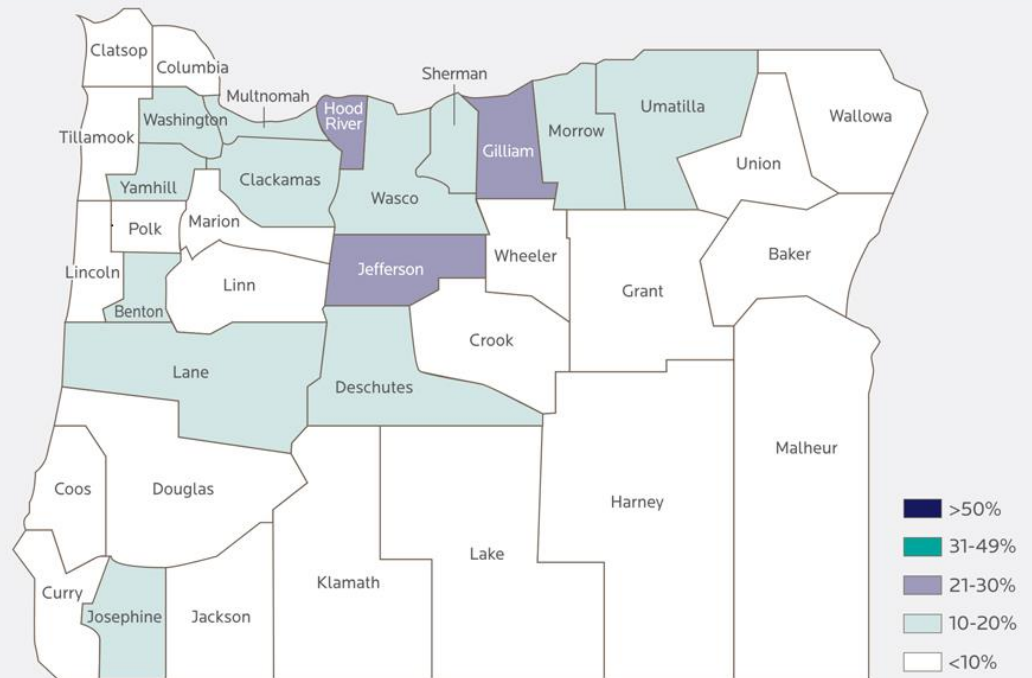 Clatsop
Columbia
Sherman
Multnomah
Hood
River
Washington
Tillamook
Umatilla
Wallowa
Morrow
Gilliam
Union
Clackamas
Yamhill
Wasco
Marion
Polk
Wheeler
Baker
Jefferson
Lincoln
Linn
Grant
Benton
Crook
Lane
Deschutes
Malheur
Coos
Douglas
Harney
Lake
Klamath
Curry
Josephine
Jackson
>50%
31-49%
21-30%
10-20%
<10%